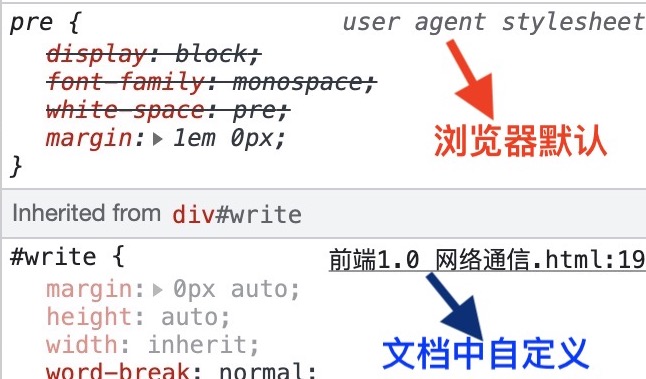 pre { user agent stylesheet
display: block;
font-family: monospace;
white-space: pre;
margin:▶ 1em 0px;
浏览器默认
}
Inherited from div#write
#write { 前端1.0 网络通信.html:19
margin:▶ 0px auto;
height: auto;
width: inherit;
文档中自定义
word-break: normal;